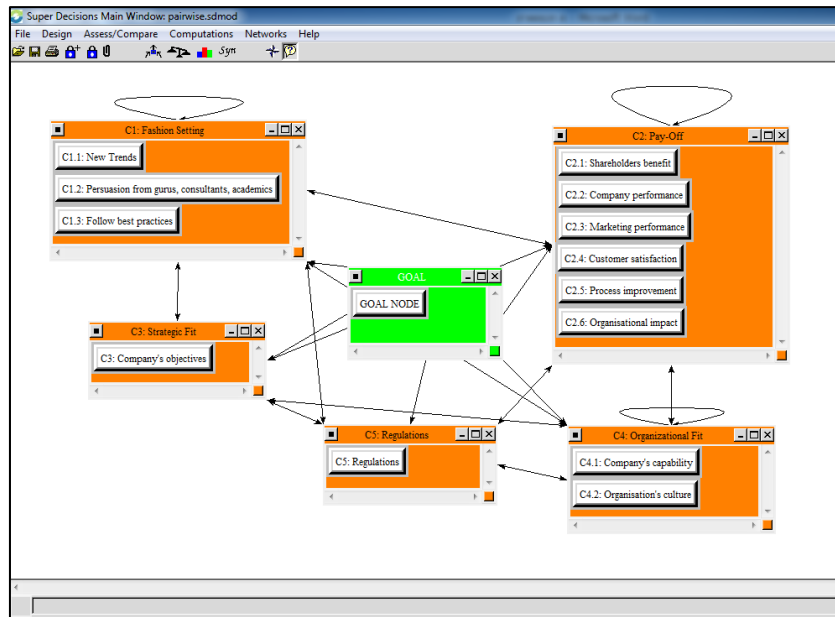 Super Decisions Main Window: pairwise.sdmod
File Design Assess/Compare Computations Networks Help
Syn
C1: Fashion Setting
C1.1: New Trends
C1.2: Persuasion from gurus, consultants, academics
C1.3: Follow best practices
C2: Pay-Off
C2.1: Shareholders benefit
C2.2: Company performance
C2.3: Marketing performance
C2.4: Customer satisfaction
C2.5: Process improvement
C2.6: Organisational impact
GOAL
GOAL NODE
C3: Strategic Fit
C3: Company's objectives
C5: Regulations
C5: Regulations
C4: Organizational Fit
C4.1: Company's capability
C4.2: Organisation's culture